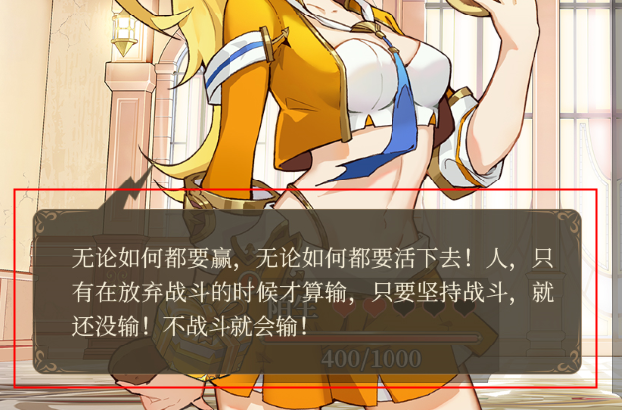 无论如何都要赢，无论如何都要活下去！人，只
有在放弃战斗的时候才算输，只要坚持战斗，就
还没输！不战斗就会输！
400/1000